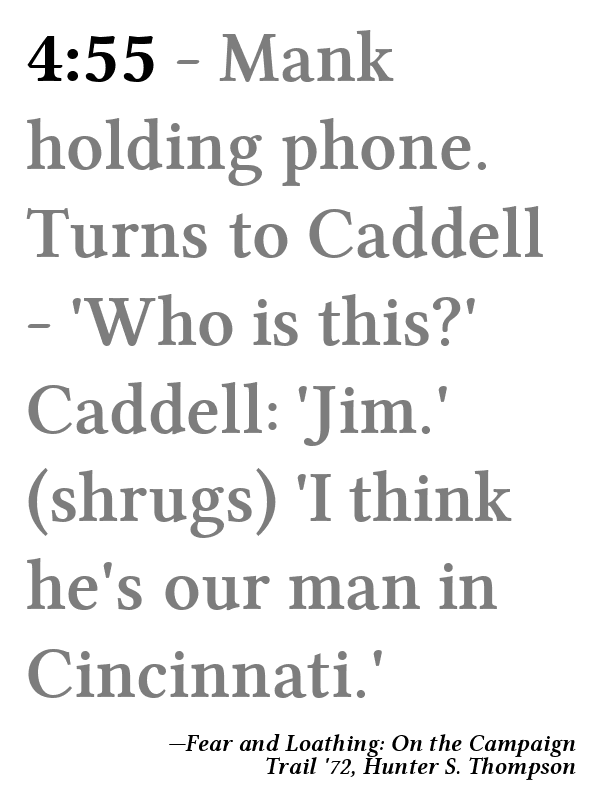 4:55 - Mank
holding phone.
Turns to Caddell
- 'Who is this?'
Caddell: 'Jim.'
(shrugs) 'I think
he's our man in
Cincinnati.'
—Fear and Loathing: On the Campaign
Trail '72, Hunter S. Thompson